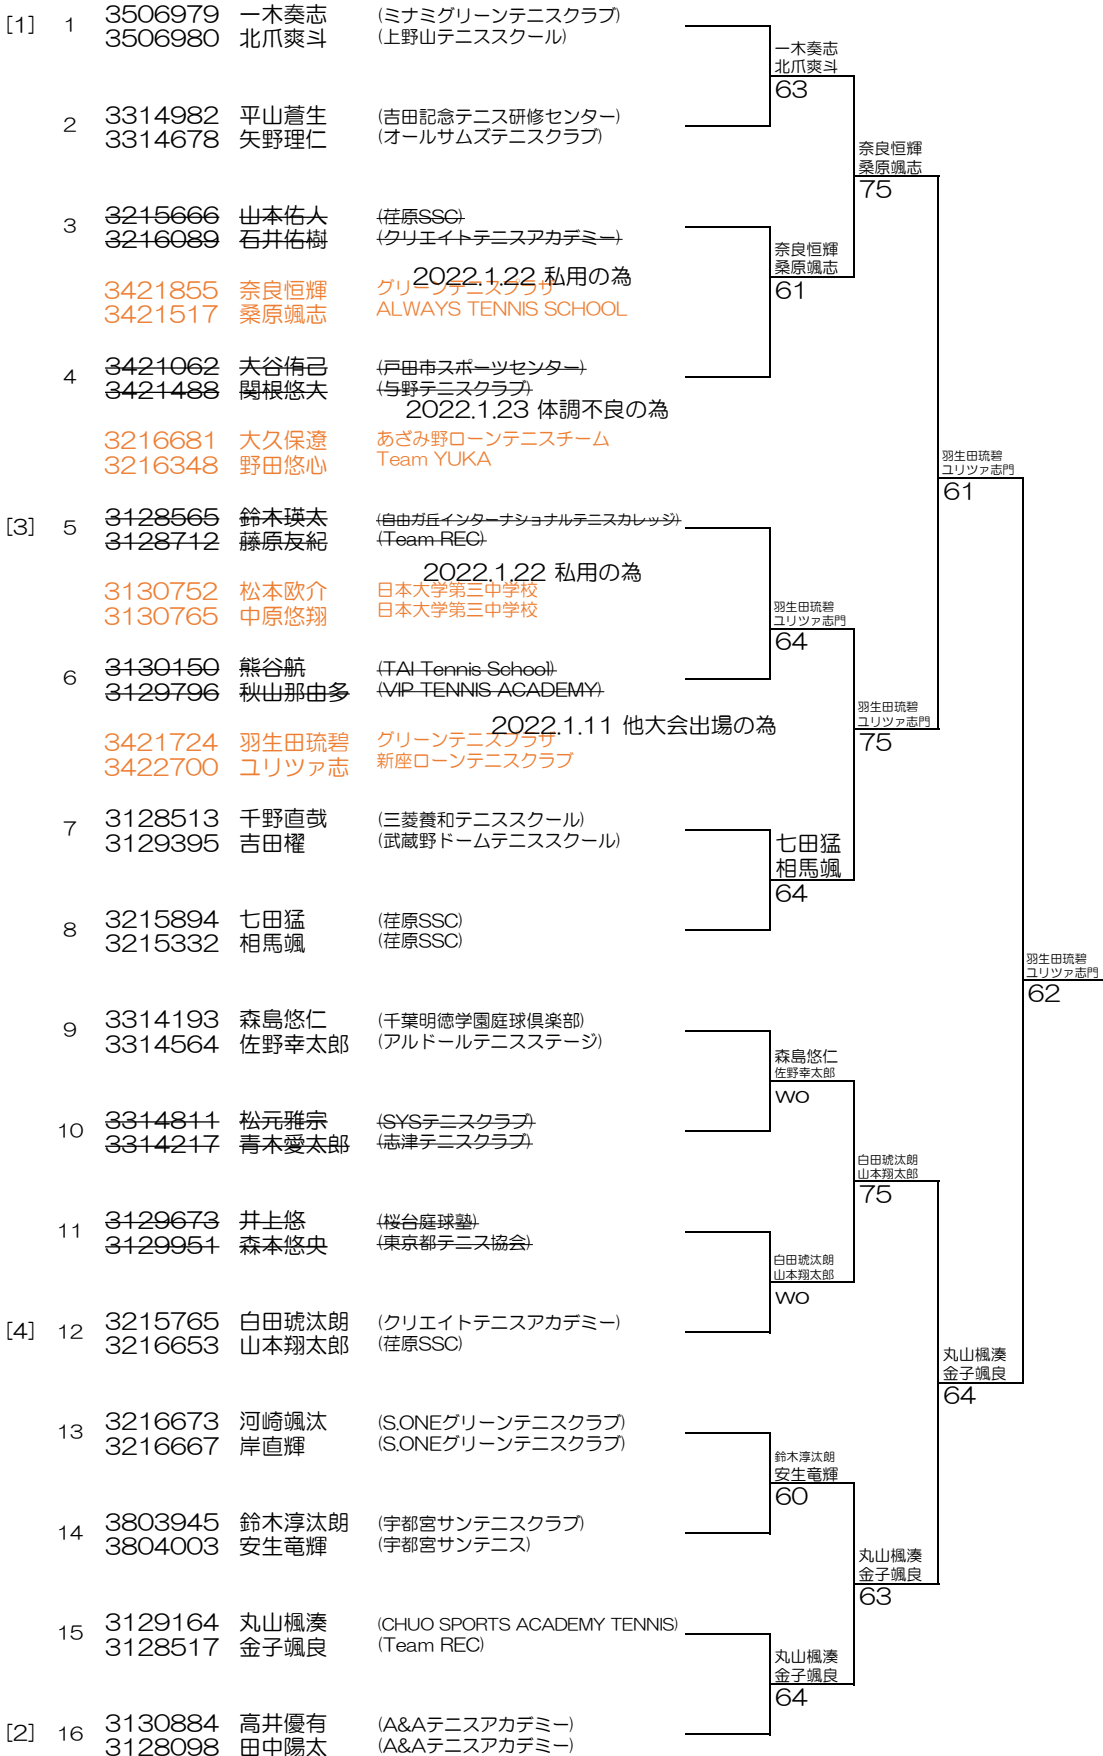 [1] 1 3506979 一木奏志 (ミナミグリーンテニスクラブ)
3506980 北爪爽斗 (上野山テニススクール)
一木奏志
北爪爽斗
63
2 3314982 平山蒼生 (吉田記念テニス研修センター)
3314678 矢野理仁 (オールサムズテニスクラブ)
奈良恒輝
桑原颯志
75
3 3215666 山本佑人 (荏原SSC)
3216089 石井佑樹 (クリエイトテニスアカデミー)
奈良恒輝
桑原颯志
61
2022.1.22 私用の為
3421855 奈良恒輝 グリーンテニスプラザ
3421517 桑原颯志 ALWAYS TENNIS SCHOOL
4 3421062 大谷侑己 (戸田市スポーツセンター)
3421488 関根悠大 (与野テニスクラブ)
2022.1.23 体調不良の為
3216681 大久保遼 あざみ野ローンテニスチーム
3216348 野田悠心 Team YUKA
羽生田琉碧
ユリツァ志門
61
[3] 5 3128565 鈴木瑛太 (自由ガ丘インターナショナルテニスカレッジ)
3128712 藤原友紀 (Team REC)
2022.1.22 私用の為
3130752 松本欧介 日本大学第三中学校
3130765 中原悠翔 日本大学第三中学校
羽生田琉碧
ユリツァ志門
64
6 3130150 熊谷航 (TAI Tennis School)
3129796 秋山那由多 (VIP TENNIS ACADEMY)
2022.1.11 他大会出場の為
羽生田琉碧
ユリツァ志門
75
3421724 羽生田琉碧 グリーンテニスプラザ
3422700 ユリツァ志 新座ローンテニスクラブ
7 3128513 千野直哉 (三菱養和テニススクール)
3129395 吉田櫂 (武蔵野ドームテニススクール)
七田猛
相馬颯
64
8 3215894 七田猛 (荏原SSC)
3215332 相馬颯 (荏原SSC)
羽生田琉碧
ユリツァ志門
62
9 3314193 森島悠仁 (千葉明徳学園庭球倶楽部)
3314564 佐野幸太郎 (アルドールテニスステージ)
森島悠仁
佐野幸太郎
wo
10 3314811 松元雅宗 (SYSテニスクラブ)
3314217 青木愛太郎 (志津テニスクラブ)
白田琥汰朗
山本翔太郎
75
11 3129673 井上悠 (桜台庭球塾)
3129951 森本悠央 (東京都テニス協会)
白田琥汰朗
山本翔太郎
wo
[4] 12 3215765 白田琥汰朗 (クリエイトテニスアカデミー)
3216653 山本翔太郎 (荏原SSC)
丸山楓湊
金子颯良
64
13 3216673 河崎颯汰 (S.ONEグリーンテニスクラブ)
3216667 岸直輝 (S.ONEグリーンテニスクラブ)
鈴木淳汰朗
安生竜輝
60
14 3803945 鈴木淳汰朗 (宇都宮サンテニスクラブ)
3804003 安生竜輝 (宇都宮サンテニス)
丸山楓湊
金子颯良
63
15 3129164 丸山楓湊 (CHUO SPORTS ACADEMY TENNIS)
3128517 金子颯良 (Team REC)
丸山楓湊
金子颯良
64
[2] 16 3130884 高井優有 (A&Aテニスアカデミー)
3128098 田中陽太 (A&Aテニスアカデミー)